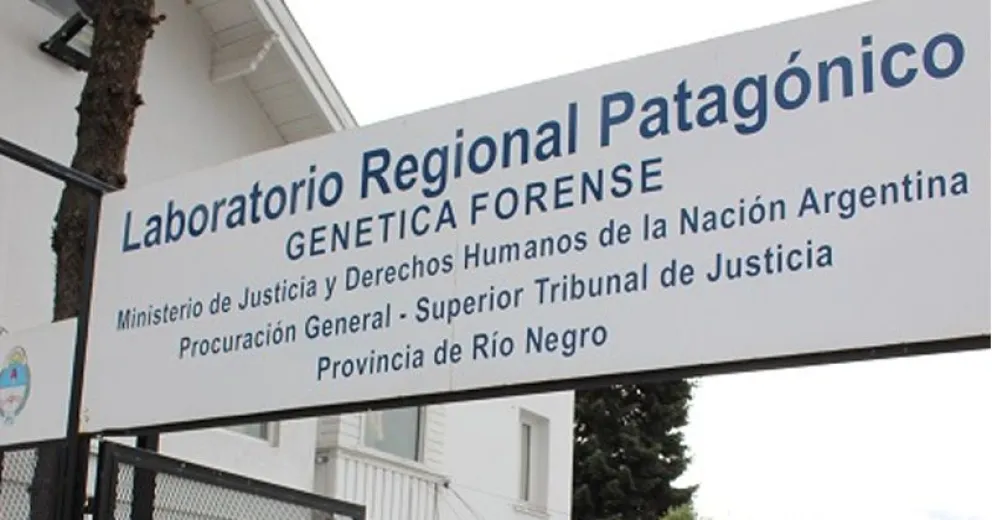 Laboratorio Regional Patagónico
GENETICA FORENSE
Ministerio de Justicia y Derechos Humanos de la Nación Argentina
Procuración General - Superior Tribunal de Justicia
Provincia de Río Negro